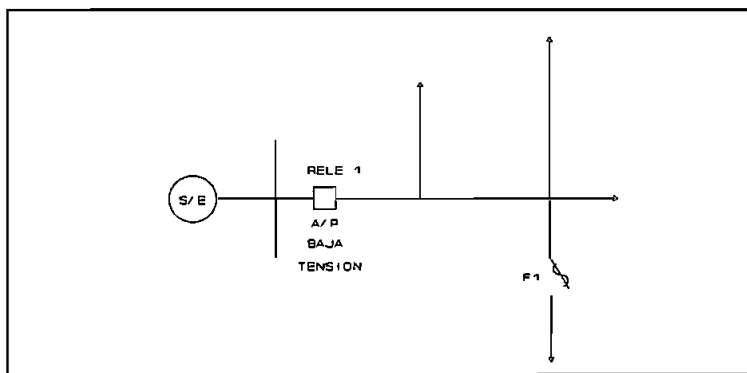 RELE 1
S/E
A/P
BAJA
TENSION
F1